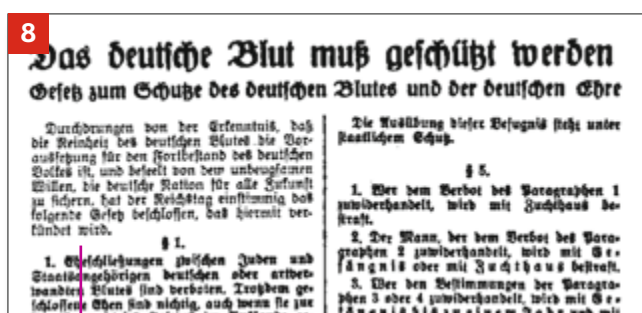 8
Das deutsche Blut muß geschützt werden
Gesetz zum Schutze des deutschen Blutes und der deutschen Ehre
Durchdrungen von der Erkenntnis, daß
die Reinheit des deutschen Blutes die Vor-
aussetzung für den Fortbestand des deutschen
Volkes ist, und beseelt von dem unbeugsamen
Willen, die deutsche Nation für alle Zukunft
zu sichern, hat der Reichstag einstimmig das
folgende Gesetz beschlossen, das hiermit ver-
kündet wird.
§ 1.
1. Eheschließungen zwischen Juden und
Staatsangehörigen deutschen oder artver-
wandten Blutes sind verboten. Trotzdem ge-
schlossene Ehen sind nichtig, auch wenn sie zur
Die Ausübung dieser Befugnis steht unter
staatlichem Schutz.
§ 5.
1. Wer dem Verbot des Paragraphen 1
zuwiderhandelt, wird mit Zuchthaus be-
straft.
2. Der Mann, der dem Verbot des Para-
graphen 2 zuwiderhandelt, wird mit Ge-
fängnis oder mit Zuchthaus bestraft.
3. Wer den Bestimmungen der Paragra-
phen 3 oder 4 zuwiderhandelt, wird mit Ge-